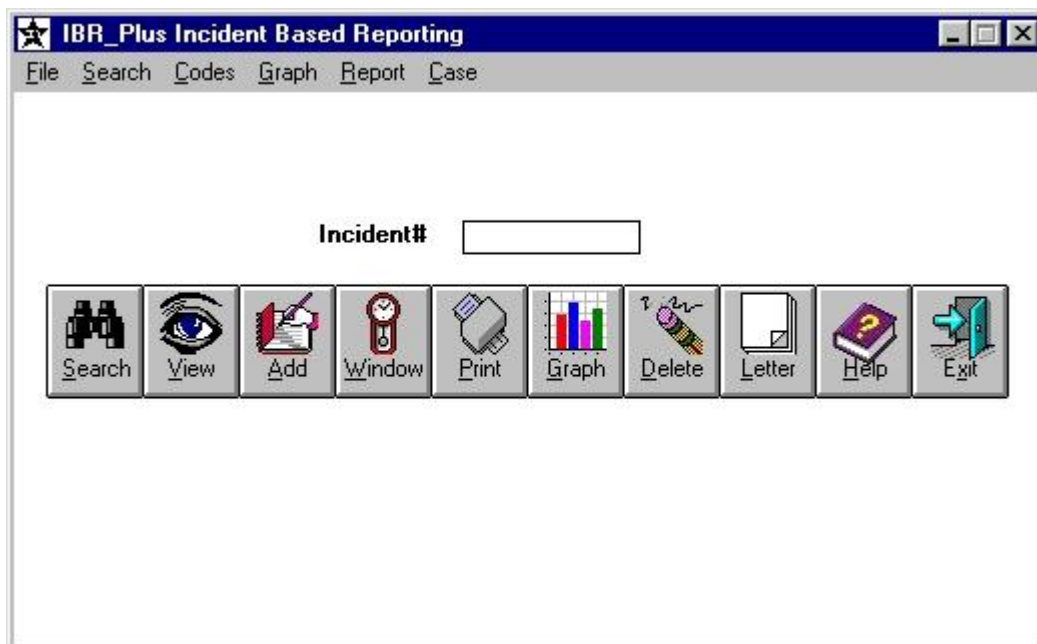 IBR_Plus Incident Based Reporting
File Search Codes Graph Report Case
Incident#
Search View Add Window Print Graph Delete Letter Help Exit